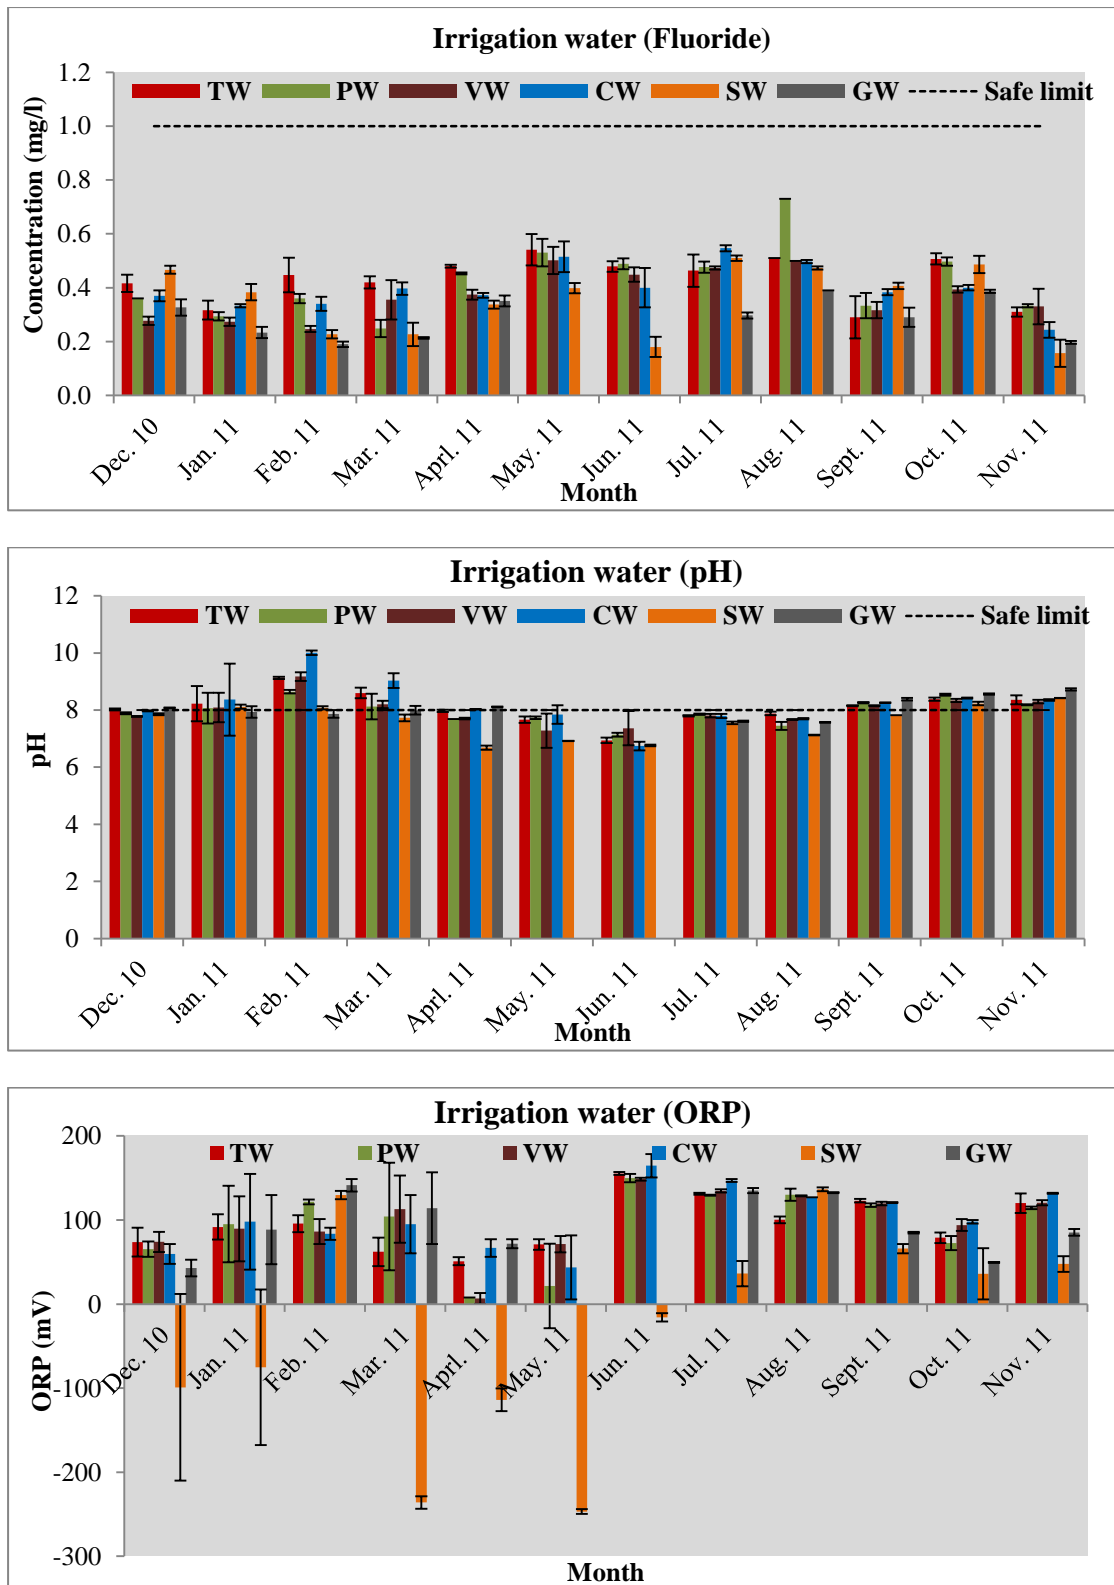 Irrigation water (Fluoride)
1.2
TW PW VW CW SW GW Safe limit
1.0
0.8
0.6
0.4
0.2
0.0
Concentration (mg/l)
Dec. 10 Jan. 11 Feb. 11 Mar. 11 Aprl. 11 May. 11 Jun. 11 Jul. 11 Aug. 11 Sept. 11 Oct. 11 Nov. 11
Month
Irrigation water (pH)
12
TW PW VW CW SW GW Safe limit
10
8
6
4
2
0
pH
Dec. 10 Jan. 11 Feb. 11 Mar. 11 Aprl. 11 May. 11 Jun. 11 Jul. 11 Aug. 11 Sept. 11 Oct. 11 Nov. 11
Month
Irrigation water (ORP)
200
TW PW VW CW SW GW
100
0
-100
-200
-300
ORP (mV)
Dec. 10 Jan. 11 Feb. 11 Mar. 11 Aprl. 11 May. 11 Jun. 11 Jul. 11 Aug. 11 Sept. 11 Oct. 11 Nov. 11
Month